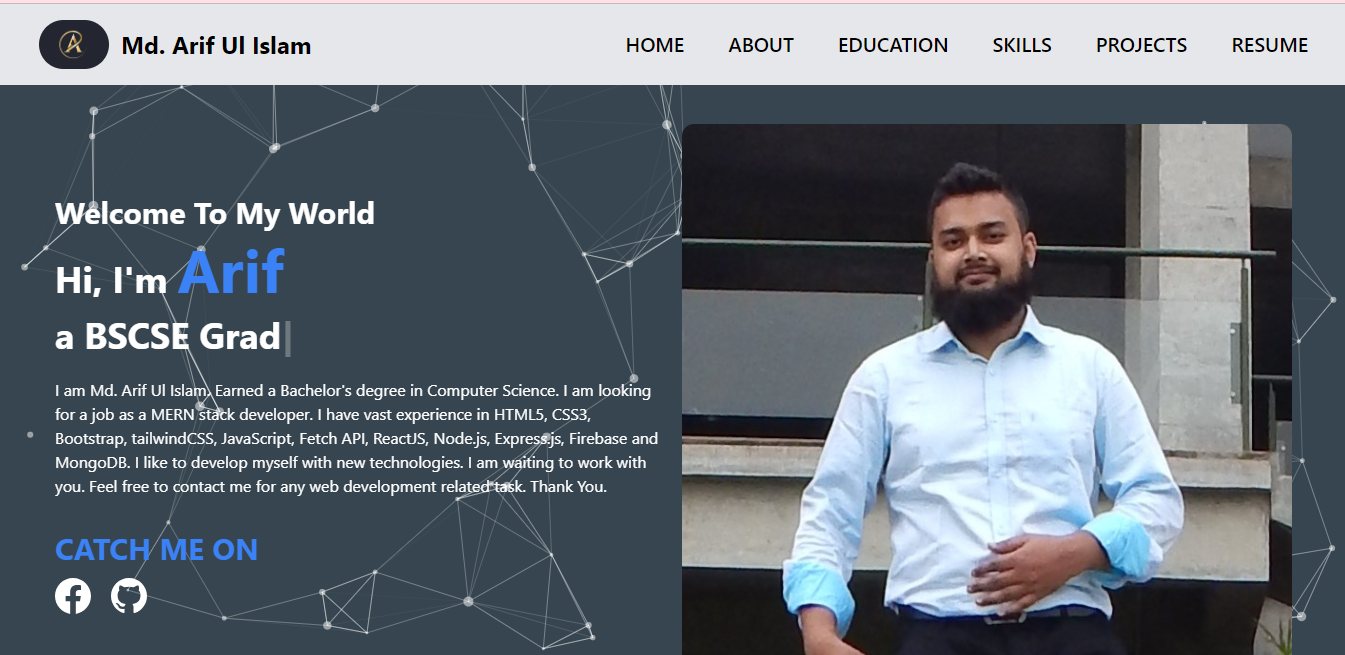 Md. Arif Ul Islam
HOME ABOUT EDUCATION SKILLS PROJECTS RESUME
Welcome To My World
Hi, I'm Arif
a BSCSE Grad
I am Md. Arif Ul Islam. Earned a Bachelor's degree in Computer Science. I am looking
for a job as a MERN stack developer. I have vast experience in HTML5, CSS3,
Bootstrap, tailwindCSS, JavaScript, Fetch API, ReactJS, Node.js, Express.js, Firebase and
MongoDB. I like to develop myself with new technologies. I am waiting to work with
you. Feel free to contact me for any web development related task. Thank You.
CATCH ME ON